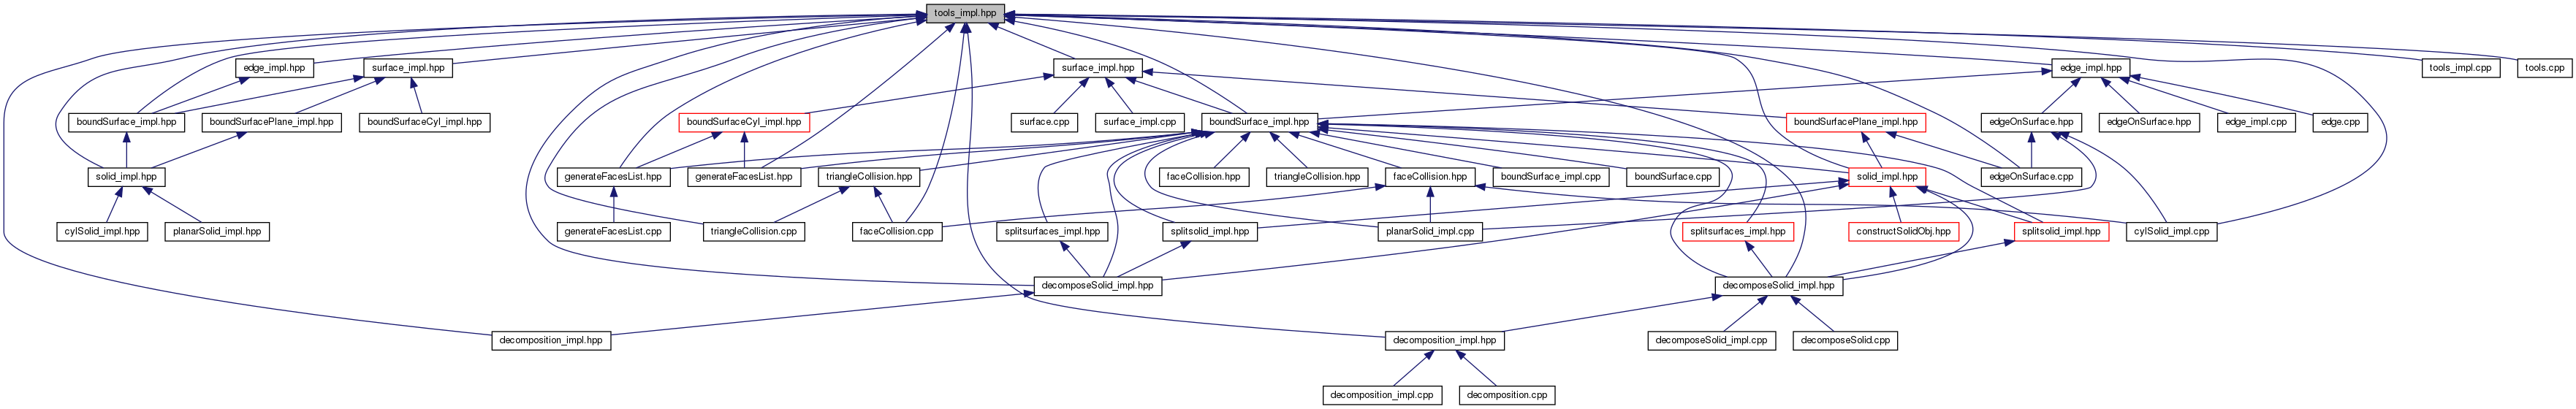 tools_impl.hpp
edge_impl.hpp
surface_impl.hpp
surface_impl.hpp
edge_impl.hpp
tools_impl.cpp
tools.cpp
boundSurface_impl.hpp
boundSurfacePlane_impl.hpp
boundSurfaceCyl_impl.hpp
boundSurfaceCyl_impl.hpp
surface.cpp
surface_impl.cpp
boundSurface_impl.hpp
boundSurfacePlane_impl.hpp
edgeOnSurface.hpp
edgeOnSurface.hpp
edge_impl.cpp
edge.cpp
solid_impl.hpp
generateFacesList.hpp
generateFacesList.hpp
triangleCollision.hpp
faceCollision.hpp
triangleCollision.hpp
faceCollision.hpp
boundSurface_impl.cpp
boundSurface.cpp
solid_impl.hpp
edgeOnSurface.cpp
cylSolid_impl.hpp
planarSolid_impl.hpp
generateFacesList.cpp
triangleCollision.cpp
faceCollision.cpp
splitsurfaces_impl.hpp
splitsolid_impl.hpp
planarSolid_impl.cpp
splitsurfaces_impl.hpp
constructSolidObj.hpp
splitsolid_impl.hpp
cylSolid_impl.cpp
decomposeSolid_impl.hpp
decomposeSolid_impl.hpp
decomposition_impl.hpp
decomposition_impl.hpp
decomposeSolid_impl.cpp
decomposeSolid.cpp
decomposition_impl.cpp
decomposition.cpp